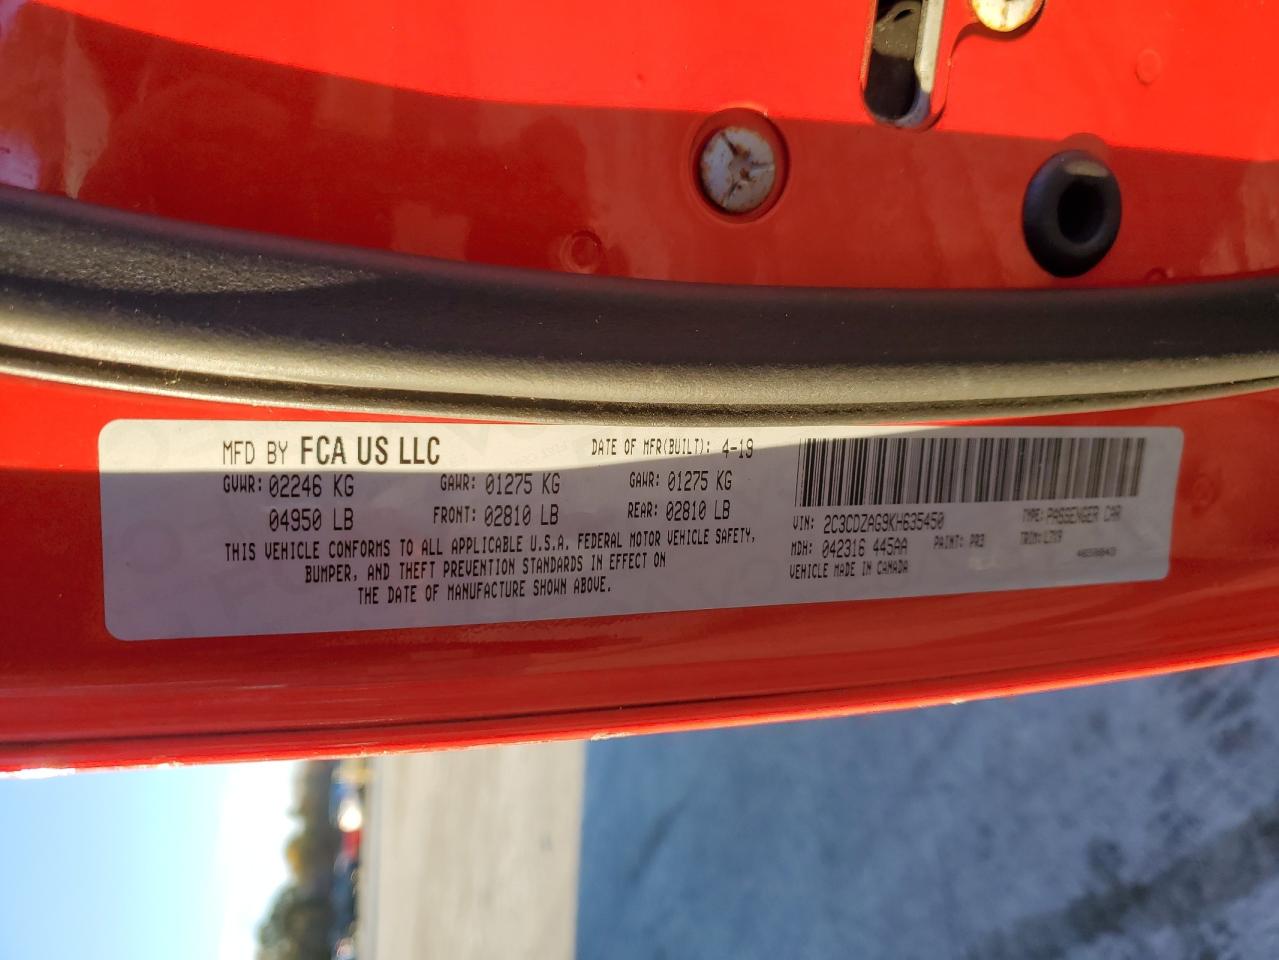 MFD BY FCA US LLC
DATE OF MFR(BUILT): 4-19
GVWR: 02246 KG
04950 LB
GAWR: 01275 KG
FRONT: 02810 LB
GAWR: 01275 KG
REAR: 02810 LB
THIS VEHICLE CONFORMS TO ALL APPLICABLE U.S.A. FEDERAL MOTOR VEHICLE SAFETY,
BUMPER, AND THEFT PREVENTION STANDARDS IN EFFECT ON
THE DATE OF MANUFACTURE SHOWN ABOVE.
VIN: 2C3CDZAG9KH635450
TYPE: PASSENGER CAR
MDH: 042316 445AA
PAINT: PR3
TRIM: L7X9
VEHICLE MADE IN CANADA